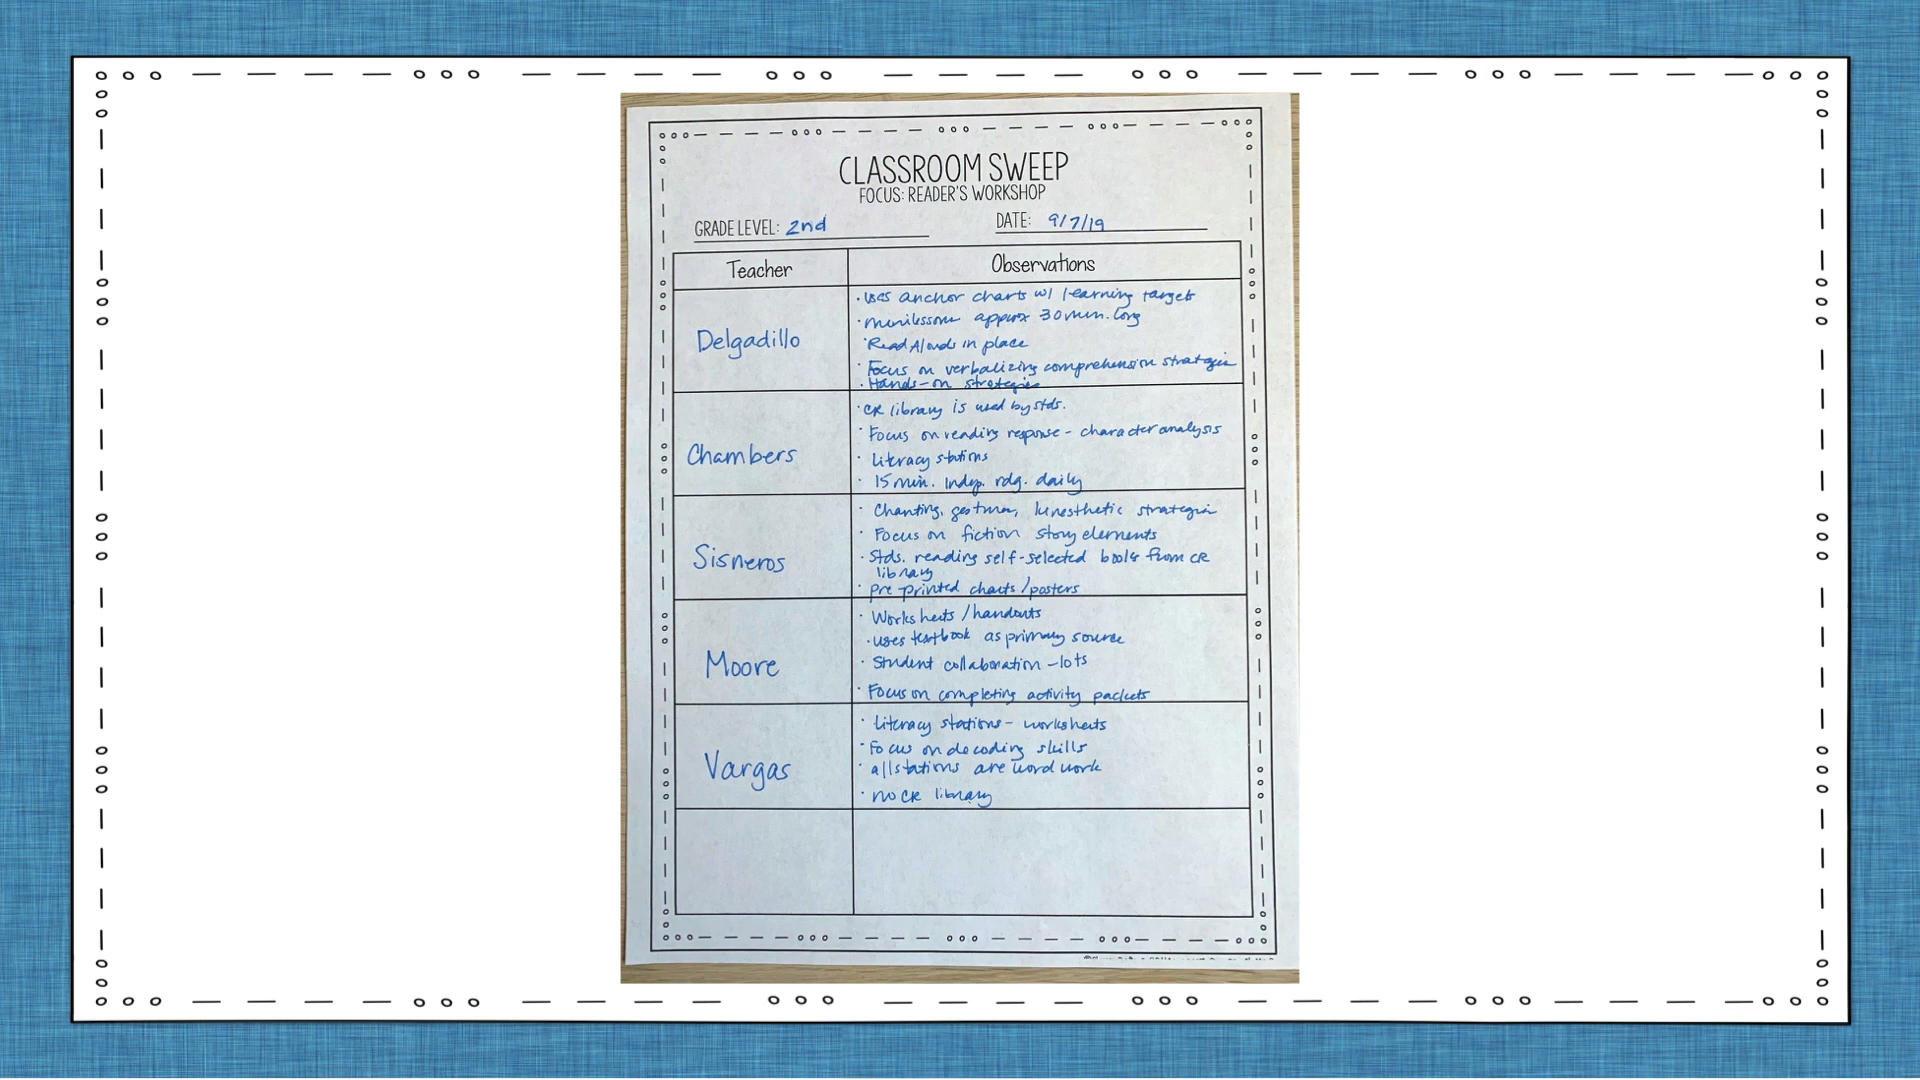 CLASSROOM SWEEP
FOCUS: READER'S WORKSHOP
GRADE LEVEL: 2nd
DATE: 9/7/19
Teacher
Observations
Delgadillo
· uses anchor charts w/ learning targets
· minilessons approx 30 min. long
· Read Alouds in place
· Focus on verbalizing comprehension strategies
· Hands-on strategies
Chambers
· CR library is used by stds.
· Focus on reading response - character analysis
· literacy stations
· 15 min. Indep. rdg. daily
Sisneros
· Chanting, gestures, kinesthetic strategies
· Focus on fiction story elements
· Stds. reading self-selected books from CR
library
· pre printed charts/posters
Moore
· Worksheets/handouts
· uses textbook as primary source
· Student collaboration - lots
· Focus on completing activity packets
Vargas
· literacy stations - worksheets
· Focus on decoding skills
· all stations are word work
· no CR library